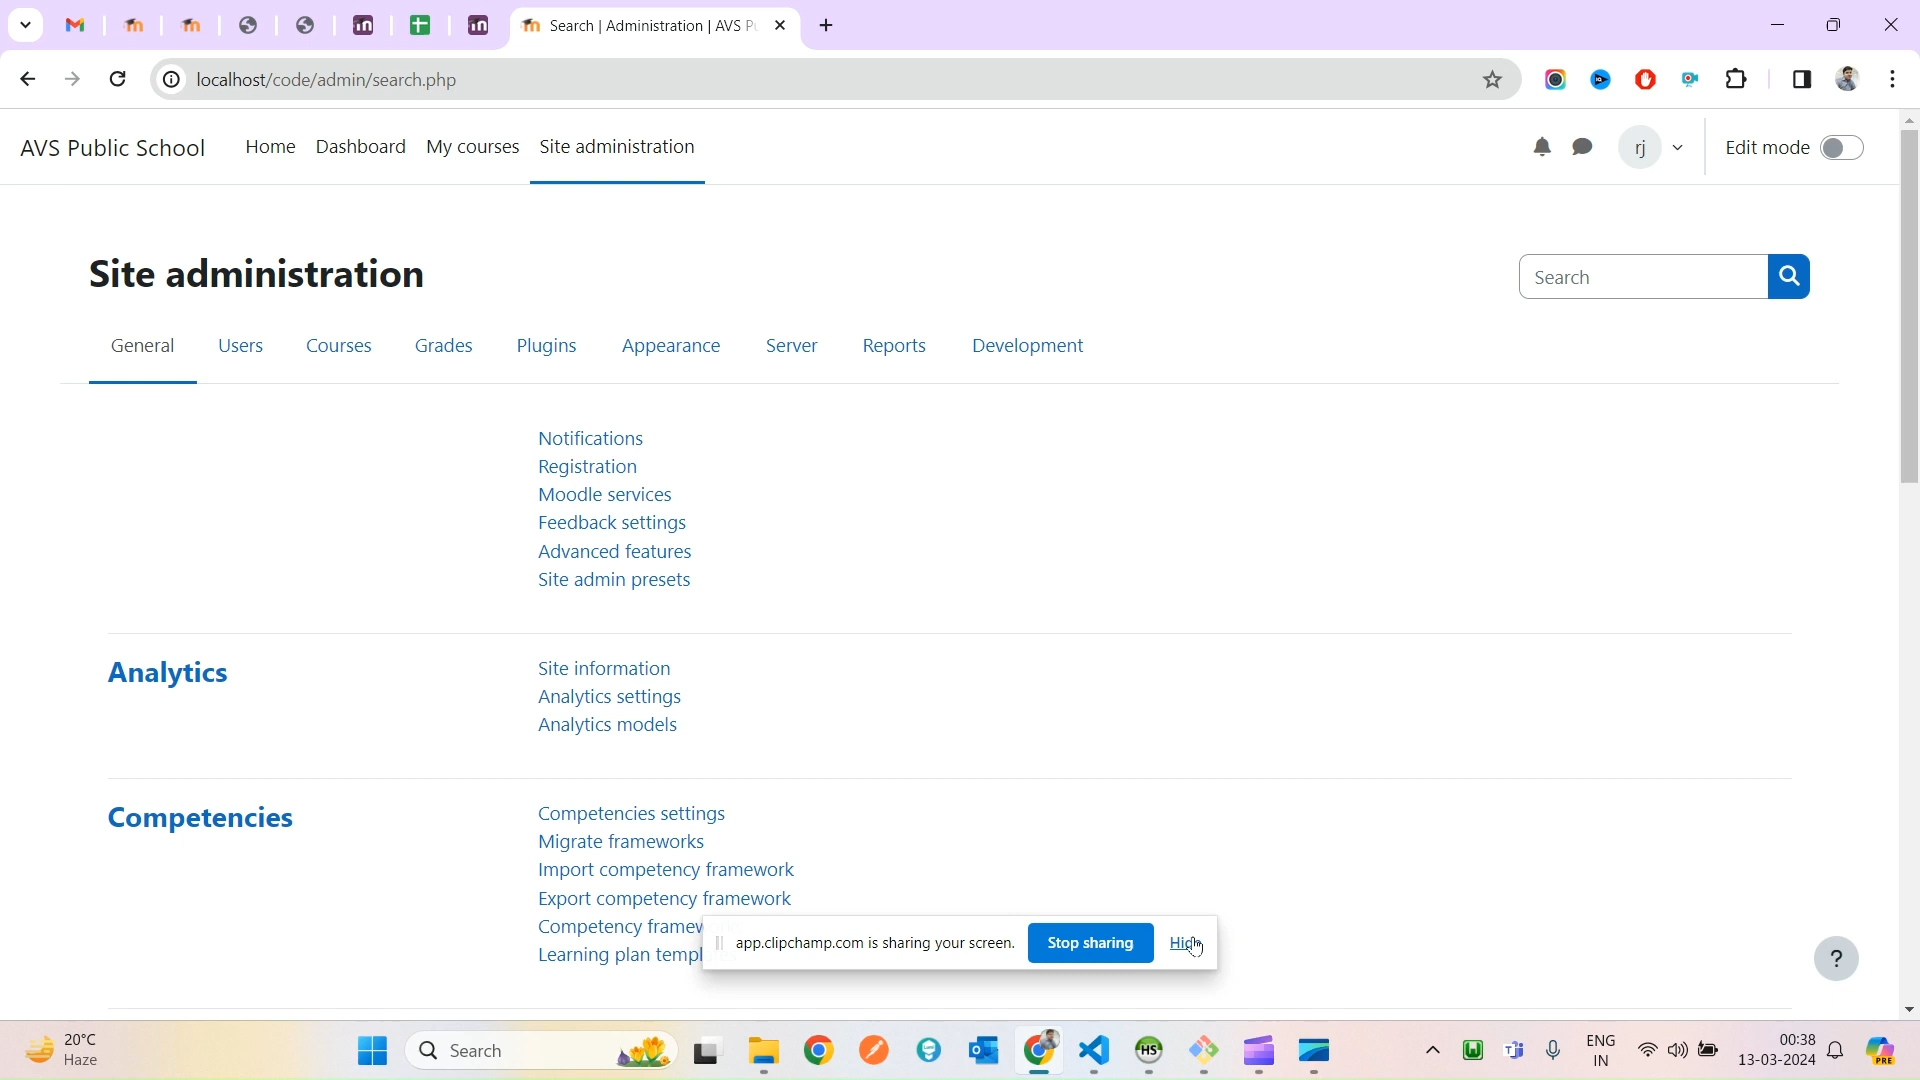 Search | Administration | AVS P
localhost/code/admin/search.php
AVS Public School
Home
Dashboard
My courses
Site administration
rj
Edit mode
Site administration
Search
General
Users
Courses
Grades
Plugins
Appearance
Server
Reports
Development
Notifications
Registration
Moodle services
Feedback settings
Advanced features
Site admin presets
Analytics
Site information
Analytics settings
Analytics models
Competencies
Competencies settings
Migrate frameworks
Import competency framework
Export competency framework
Competency
Learning plan
app.clipchamp.com is sharing your screen.
Stop sharing
Hide
?
20°C
Haze
Search
HS
ENG
IN
00:38
13-03-2024
PRE